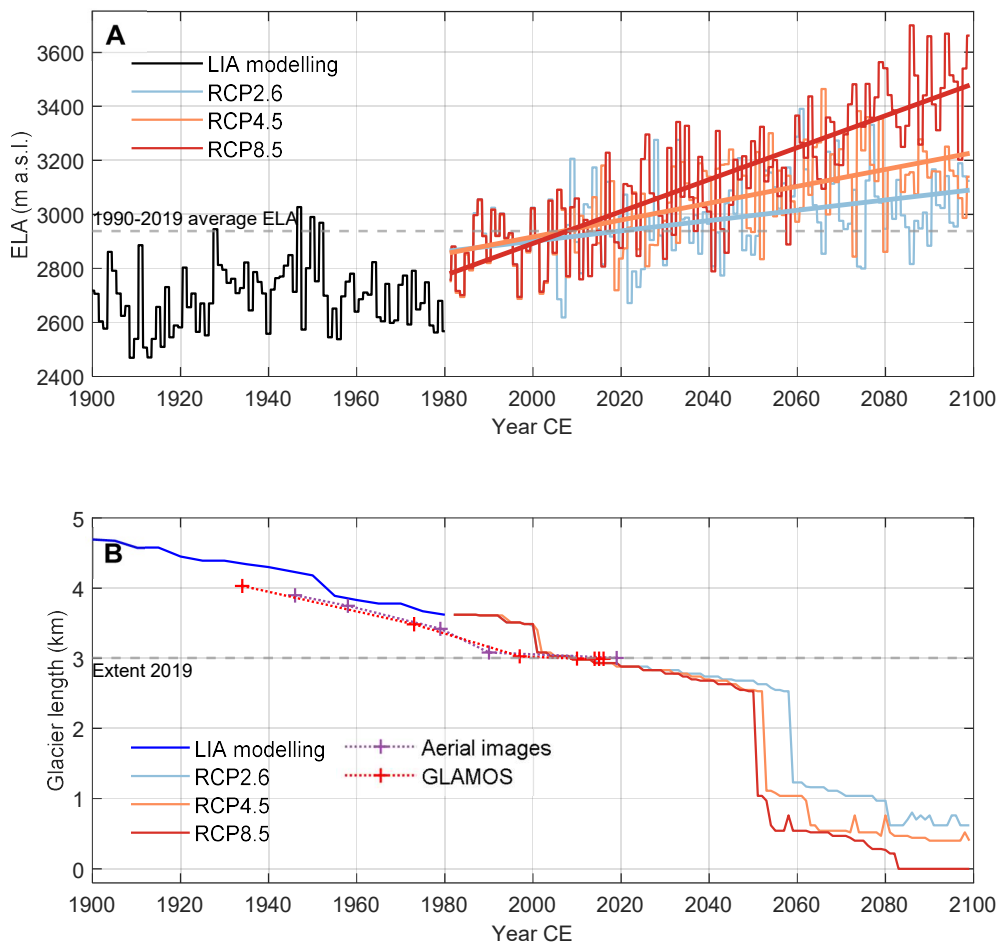 A
LIA modelling
RCP2.6
RCP4.5
RCP8.5
1990-2019 average ELA
ELA (m a.s.l.)
3600
3400
3200
3000
2800
2600
2400
1900 1920 1940 1960 1980 2000 2020 2040 2060 2080 2100
Year CE
B
Extent 2019
Glacier length (km)
5
4
3
2
1
0
LIA modelling
RCP2.6
RCP4.5
RCP8.5
Aerial images
GLAMOS
1900 1920 1940 1960 1980 2000 2020 2040 2060 2080 2100
Year CE